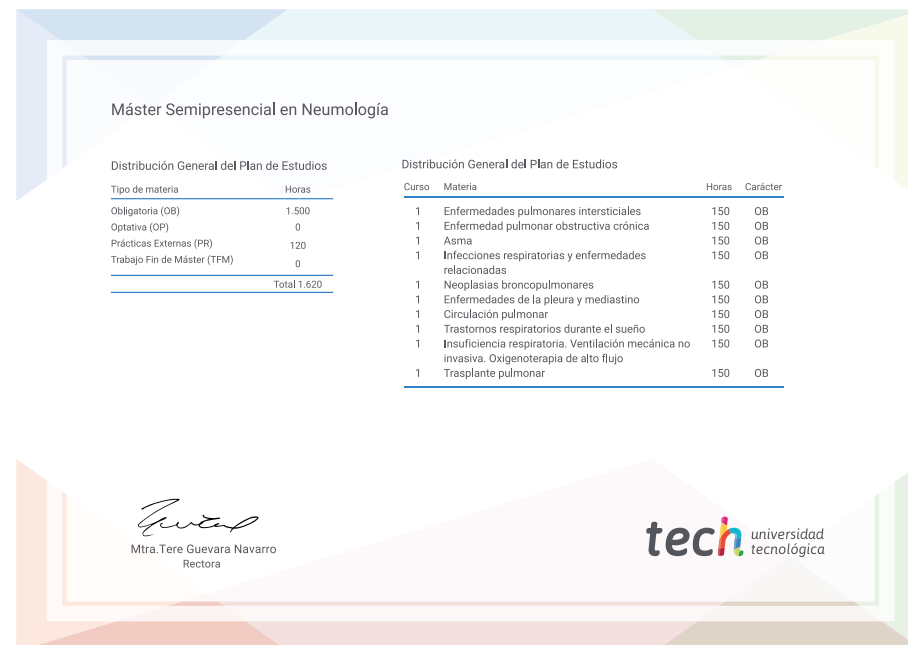 Máster Semipresencial en Neumología
Distribución General del Plan de Estudios
Tipo de materia Horas
Obligatoria (OB) 1.500
Optativa (OP) 0
Prácticas Externas (PR) 120
Trabajo Fin de Máster (TFM) 0
Total 1.620
Distribución General del Plan de Estudios
Curso Materia Horas Carácter
1 Enfermedades pulmonares intersticiales 150 OB
1 Enfermedad pulmonar obstructiva crónica 150 OB
1 Asma 150 OB
1 Infecciones respiratorias y enfermedades 150 OB
relacionadas
1 Neoplasias broncopulmonares 150 OB
1 Enfermedades de la pleura y mediastino 150 OB
1 Circulación pulmonar 150 OB
1 Trastornos respiratorios durante el sueño 150 OB
1 Insuficiencia respiratoria. Ventilación mecánica no 150 OB
invasiva. Oxigenoterapia de alto flujo
1 Trasplante pulmonar 150 OB
Mtra.Tere Guevara Navarro
Rectora
tech universidad
tecnológica